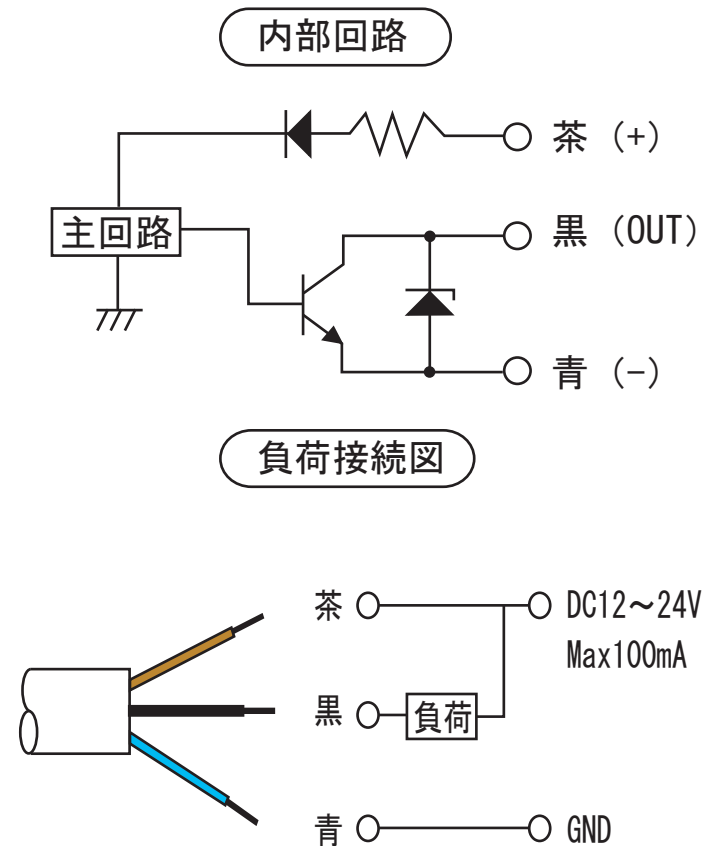 内部回路
茶 (+)
主回路
黒 (OUT)
青 (-)
負荷接続図
茶
DC12～24V
Max100mA
黒
負荷
青
GND